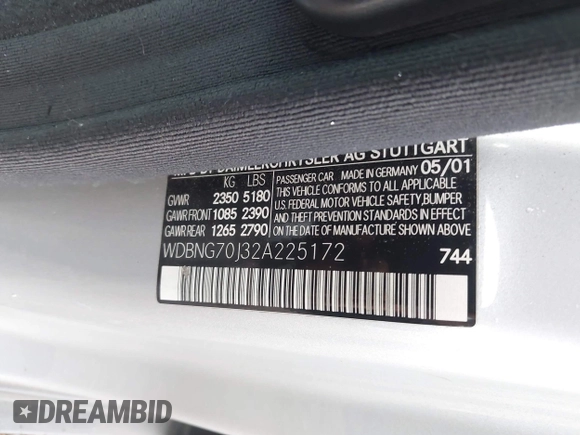 MFD BY DAIMLERCHRYSLER AG STUTTGART
KG LBS
GVWR 2350 5180
GAWR FRONT 1085 2390
GAWR REAR 1265 2790
PASSENGER CAR MADE IN GERMANY 05/01
THIS VEHICLE CONFORMS TO ALL APPLICABLE
U.S. FEDERAL MOTOR VEHICLE SAFETY,BUMPER
AND THEFT PREVENTION STANDARDS IN EFFECT
ON THE DATE OF MANUFACTURE SHOWN ABOVE.
WDBNG70J32A225172
744
DREAMBID